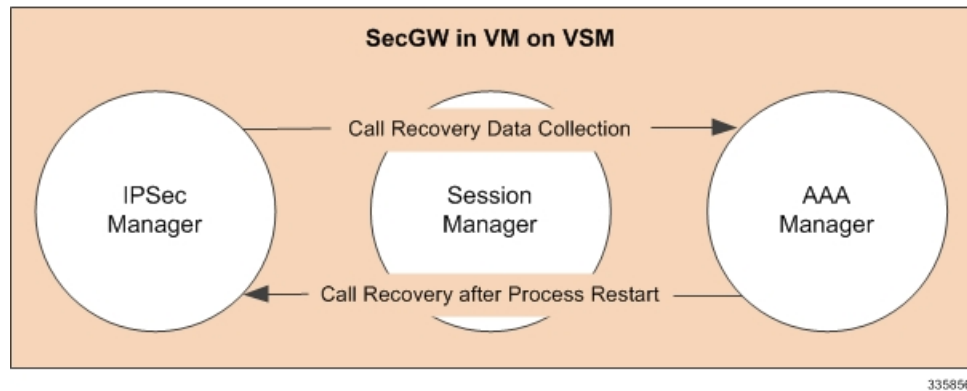 SecGW in VM on VSM
Call Recovery Data Collection
IPSec
Manager
Session
Manager
AAA
Manager
Call Recovery after Process Restart